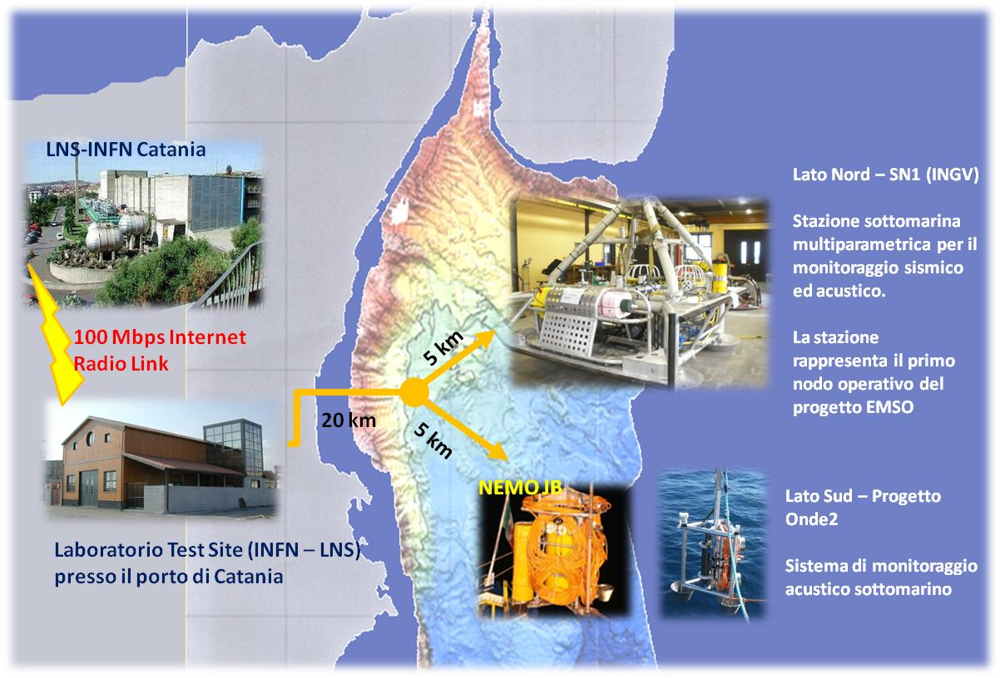 LNS-INFN Catania
100 Mbps Internet
Radio Link
20 km
5 km
5 km
Laboratorio Test Site (INFN – LNS)
presso il porto di Catania
NEMO JB
Lato Nord – SN1 (INGV)
Stazione sottomarina
multiparametrica per il
monitoraggio sismico
ed acustico.
La stazione
rappresenta il primo
nodo operativo del
progetto EMSO
Lato Sud – Progetto
Onde2
Sistema di monitoraggio
acustico sottomarino